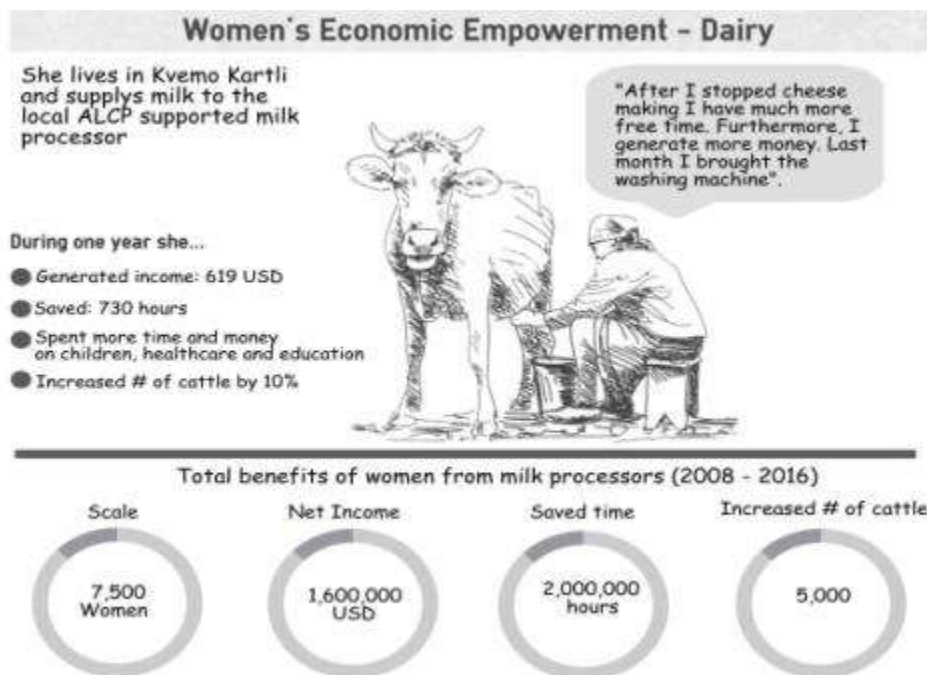 Women's Economic Empowerment - Dairy
She lives in Kvemo Kartli
and supplys milk to the
local ALCP supported milk
processor
"After I stopped cheese
making I have much more
free time. Furthermore, I
generate more money. Last
month I brought the
washing machine".
During one year she...
Generated income: 619 USD
Saved: 730 hours
Spent more time and money
on children, healthcare and education
Increased # of cattle by 10%
Total benefits of women from milk processors (2008 - 2016)
Scale
7,500
Women
Net Income
1,600,000
USD
Saved time
2,000,000
hours
Increased # of cattle
5,000